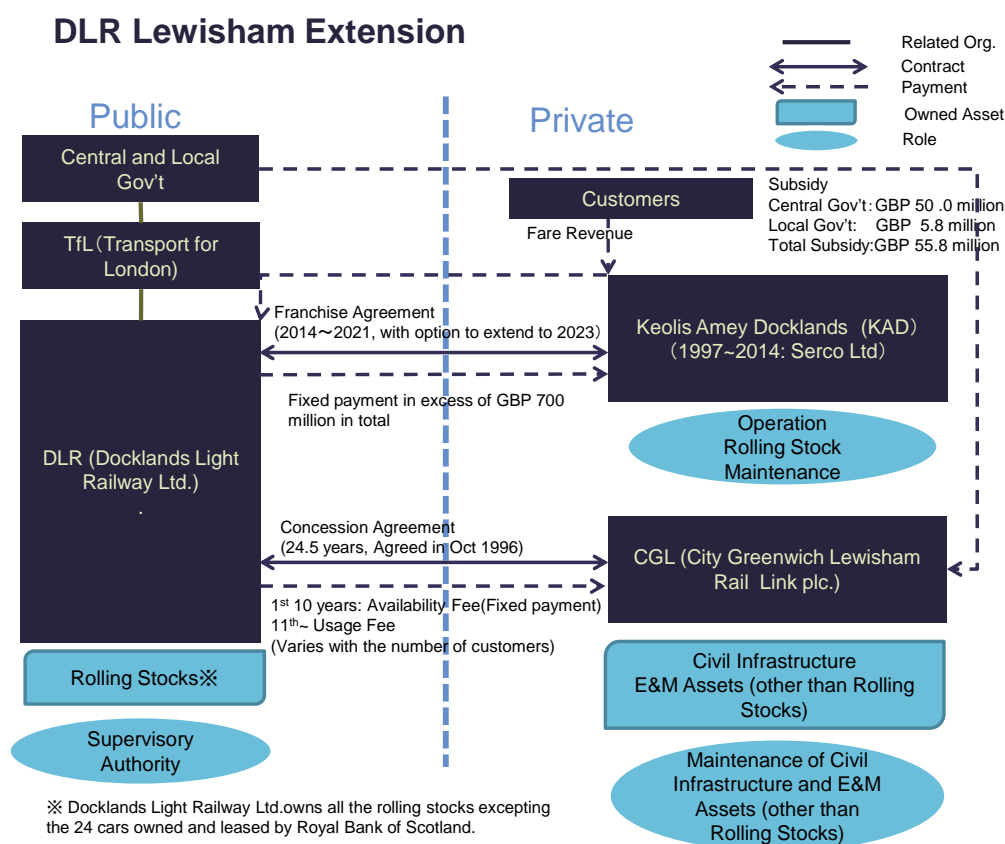 DLR Lewisham Extension
Related Org.
Contract
Payment
Owned Asset
Role
Public
Private
Central and Local
Gov't
Customers
Subsidy
Central Gov't:GBP 50 .0 million
Local Gov't: GBP 5.8 million
Total Subsidy:GBP 55.8 million
TfL(Transport for
London)
Fare Revenue
Franchise Agreement
(2014～2021, with option to extend to 2023)
Keolis Amey Docklands (KAD)
(1997~2014: Serco Ltd)
Fixed payment in excess of GBP 700
million in total
Operation
Rolling Stock
Maintenance
DLR (Docklands Light
Railway Ltd.)
.
Concession Agreement
(24.5 years, Agreed in Oct 1996)
CGL (City Greenwich Lewisham
Rail Link plc.)
1st 10 years: Availability Fee(Fixed payment)
11th~ Usage Fee
(Varies with the number of customers)
Rolling Stocks※
Civil Infrastructure
E&M Assets (other than Rolling
Stocks)
Supervisory
Authority
Maintenance of Civil
Infrastructure and E&M
Assets (other than
Rolling Stocks)
※ Docklands Light Railway Ltd.owns all the rolling stocks excepting
the 24 cars owned and leased by Royal Bank of Scotland.